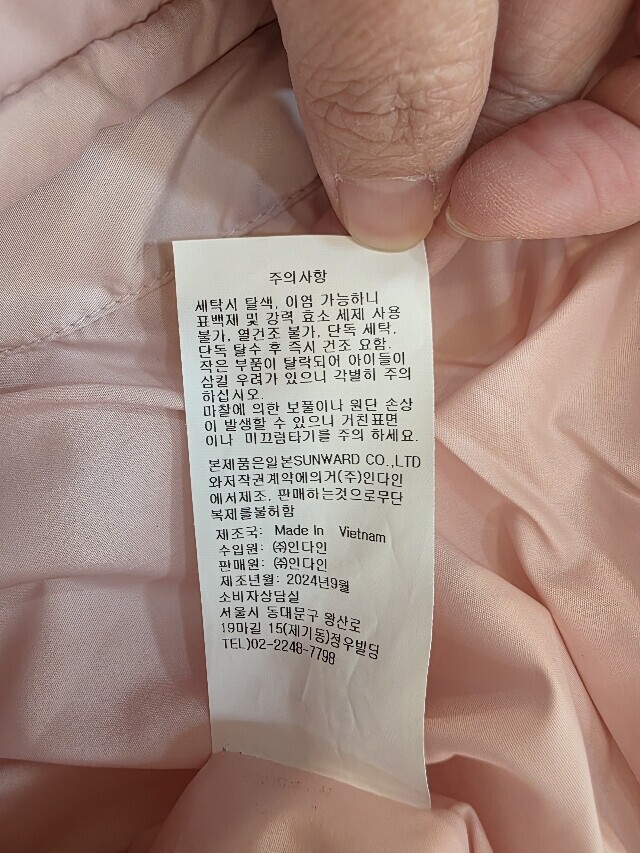 주의사항
세탁시 탈색, 이염 가능하니
표백제 및 강력 효소 세제 사용
불가, 열건조 불가, 단독 세탁,
단독 탈수 후 즉시 건조 요함.
작은 부품이 탈락되어 아이들이
삼킬 우려가 있으니 각별히 주의
하십시오.
마찰에 의한 보풀이나 원단 손상
이 발생할 수 있으니 거친표면
이나 미끄럼타기를 주의 하세요.
본제품은일본SUNWARD CO.,LTD
와저작권계약에의거(주)인다인
에서제조, 판매하는것으로무단
복제를불허함
제조국: Made In Vietnam
수입원: ㈜인다인
판매원: ㈜인다인
제조년월: 2024년9월
소비자상담실
서울시 동대문구 왕산로
19마길 15(제기동)정우빌딩
TEL)02-2248-7798